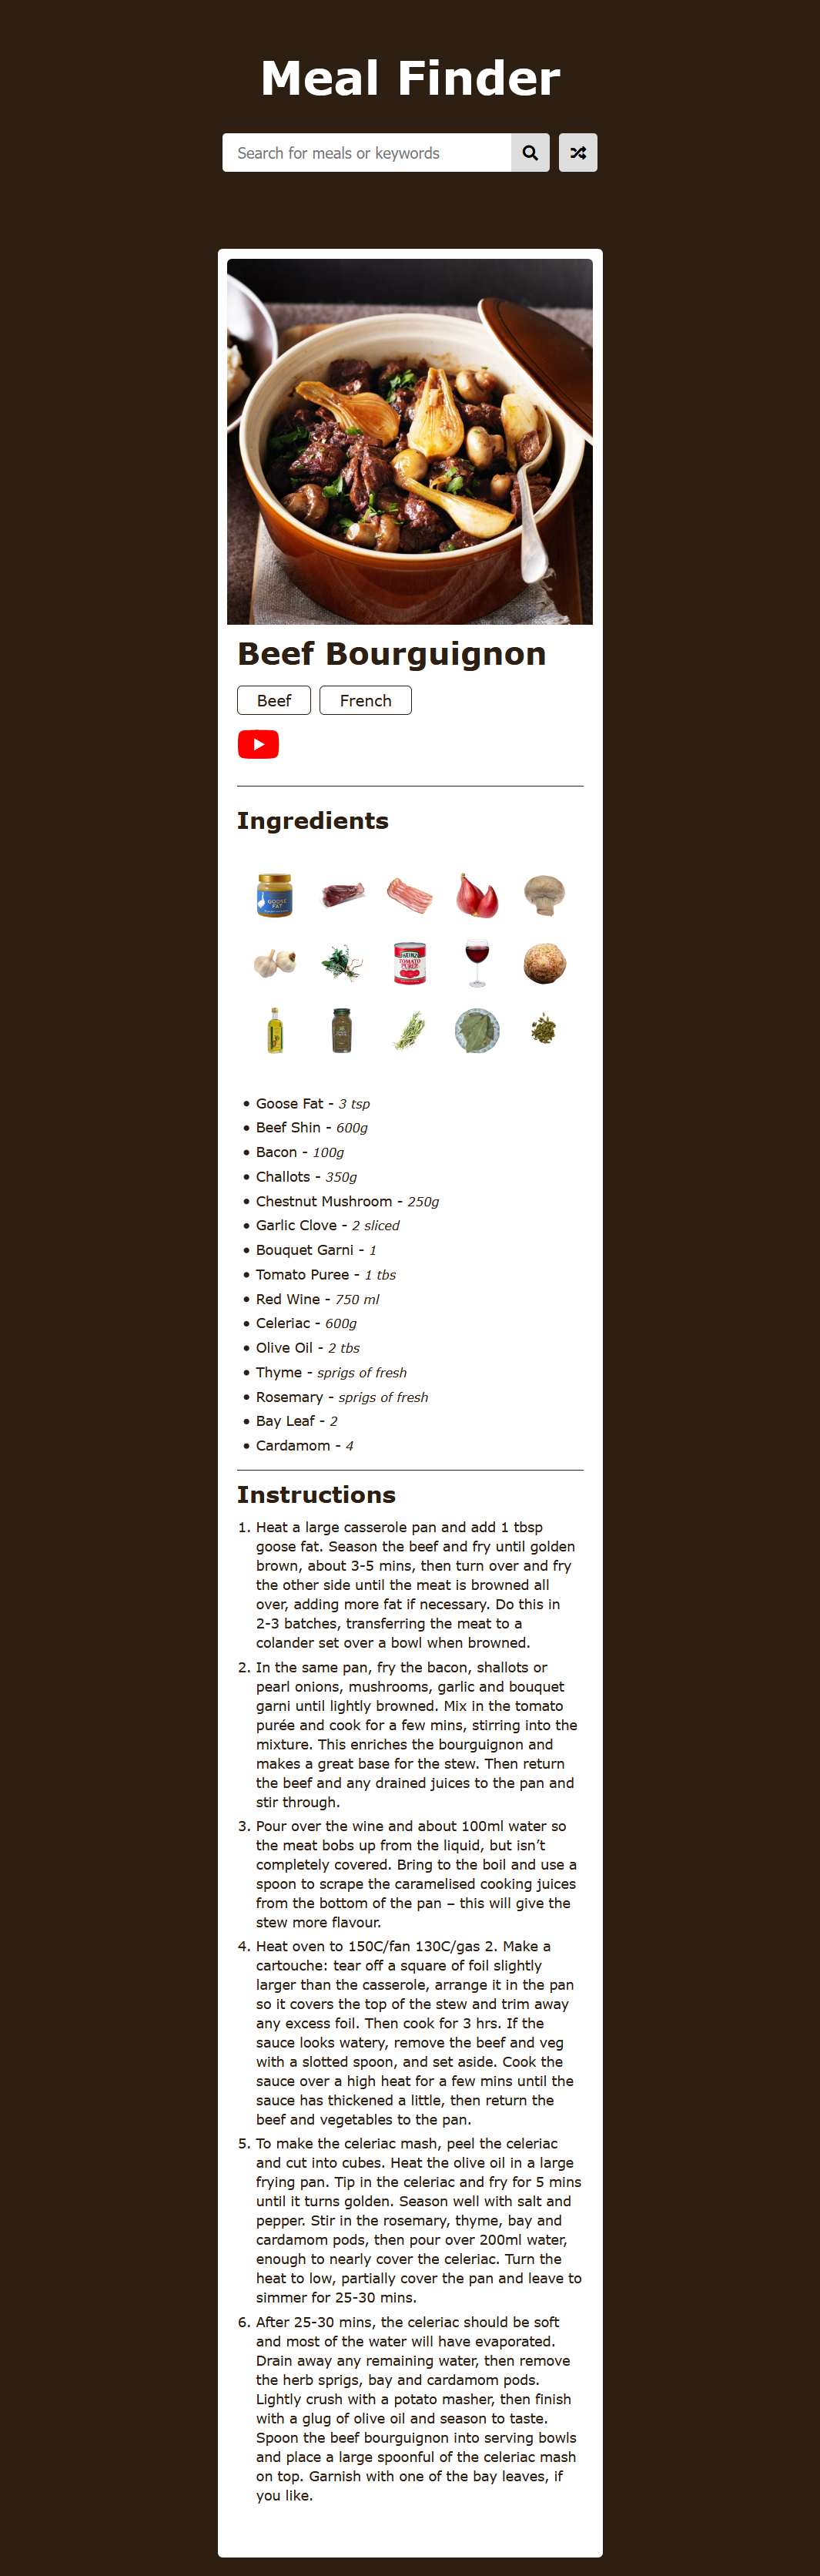 Meal Finder
Search for meals or keywords
Beef Bourguignon
Beef French
Ingredients
GOOSE FAT
TOMATO PUREE
Goose Fat - 3 tsp
Beef Shin - 600g
Bacon - 100g
Challots - 350g
Chestnut Mushroom - 250g
Garlic Clove - 2 sliced
Bouquet Garni - 1
Tomato Puree - 1 tbs
Red Wine - 750 ml
Celeriac - 600g
Olive Oil - 2 tbs
Thyme - sprigs of fresh
Rosemary - sprigs of fresh
Bay Leaf - 2
Cardamom - 4
Instructions
1. Heat a large casserole pan and add 1 tbsp
goose fat. Season the beef and fry until golden
brown, about 3-5 mins, then turn over and fry
the other side until the meat is browned all
over, adding more fat if necessary. Do this in
2-3 batches, transferring the meat to a
colander set over a bowl when browned.
2. In the same pan, fry the bacon, shallots or
pearl onions, mushrooms, garlic and bouquet
garni until lightly browned. Mix in the tomato
purée and cook for a few mins, stirring into the
mixture. This enriches the bourguignon and
makes a great base for the stew. Then return
the beef and any drained juices to the pan and
stir through.
3. Pour over the wine and about 100ml water so
the meat bobs up from the liquid, but isn’t
completely covered. Bring to the boil and use a
spoon to scrape the caramelised cooking juices
from the bottom of the pan – this will give the
stew more flavour.
4. Heat oven to 150C/fan 130C/gas 2. Make a
cartouche: tear off a square of foil slightly
larger than the casserole, arrange it in the pan
so it covers the top of the stew and trim away
any excess foil. Then cook for 3 hrs. If the
sauce looks watery, remove the beef and veg
with a slotted spoon, and set aside. Cook the
sauce over a high heat for a few mins until the
sauce has thickened a little, then return the
beef and vegetables to the pan.
5. To make the celeriac mash, peel the celeriac
and cut into cubes. Heat the olive oil in a large
frying pan. Tip in the celeriac and fry for 5 mins
until it turns golden. Season well with salt and
pepper. Stir in the rosemary, thyme, bay and
cardamom pods, then pour over 200ml water,
enough to nearly cover the celeriac. Turn the
heat to low, partially cover the pan and leave to
simmer for 25-30 mins.
6. After 25-30 mins, the celeriac should be soft
and most of the water will have evaporated.
Drain away any remaining water, then remove
the herb sprigs, bay and cardamom pods.
Lightly crush with a potato masher, then finish
with a glug of olive oil and season to taste.
Spoon the beef bourguignon into serving bowls
and place a large spoonful of the celeriac mash
on top. Garnish with one of the bay leaves, if
you like.